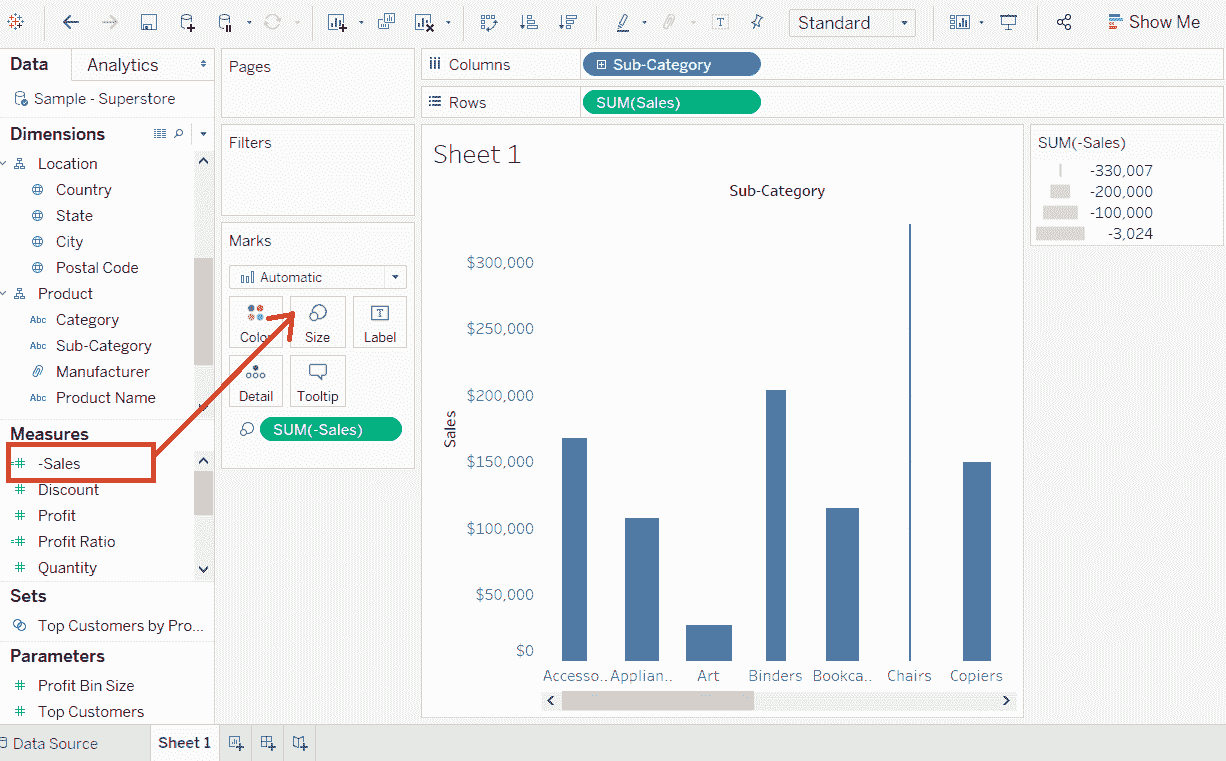 Standard
Show Me
Data
Analytics
Sample - Superstore
Dimensions
Location
Country
State
City
Postal Code
Product
Abc Category
Abc Sub-Category
Manufacturer
Abc Product Name
Measures
-Sales
Discount
Profit
Profit Ratio
Quantity
Sets
Top Customers by Pro...
Parameters
Profit Bin Size
Top Customers
Pages
Filters
Marks
Automatic
Color
Size
T
Label
Detail
Tooltip
SUM(-Sales)
Columns
Sub-Category
Rows
SUM(Sales)
Sheet 1
Sub-Category
Sales
$300,000
$250,000
$200,000
$150,000
$100,000
$50,000
$0
Accesso.. Applian.. Art Binders Bookca.. Chairs Copiers
SUM(-Sales)
-330,007
-200,000
-100,000
-3,024
Data Source
Sheet 1